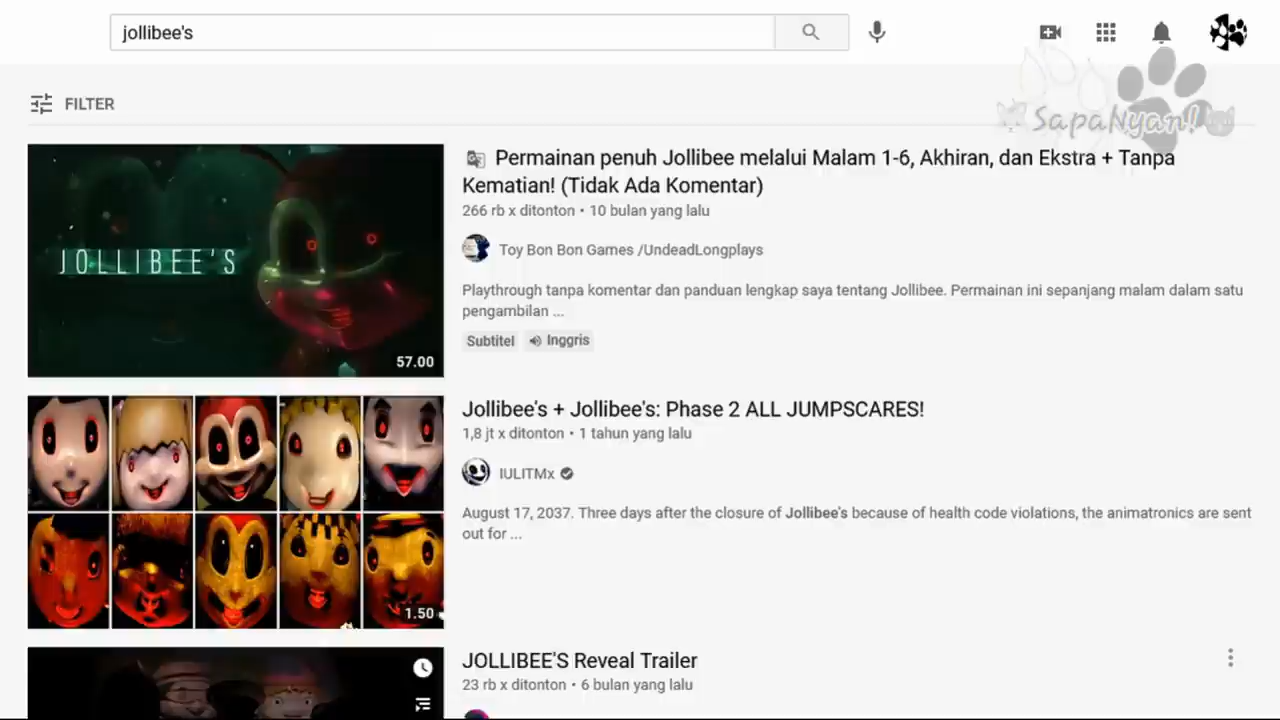 jollibee's
FILTER
SapaNyan!
Permainan penuh Jollibee melalui Malam 1-6, Akhiran, dan Ekstra + Tanpa
Kematian! (Tidak Ada Komentar)
266 rb x ditonton • 10 bulan yang lalu
JOLLIBEE'S
Toy Bon Bon Games /UndeadLongplays
Playthrough tanpa komentar dan panduan lengkap saya tentang Jollibee. Permainan ini sepanjang malam dalam satu
pengambilan ...
Subtitel Inggris
57.00
Jollibee's + Jollibee's: Phase 2 ALL JUMPSCARES!
1,8 jt x ditonton • 1 tahun yang lalu
IULITMx
August 17, 2037. Three days after the closure of Jollibee's because of health code violations, the animatronics are sent
out for ...
1.50
JOLLIBEE'S Reveal Trailer
23 rb x ditonton • 6 bulan yang lalu